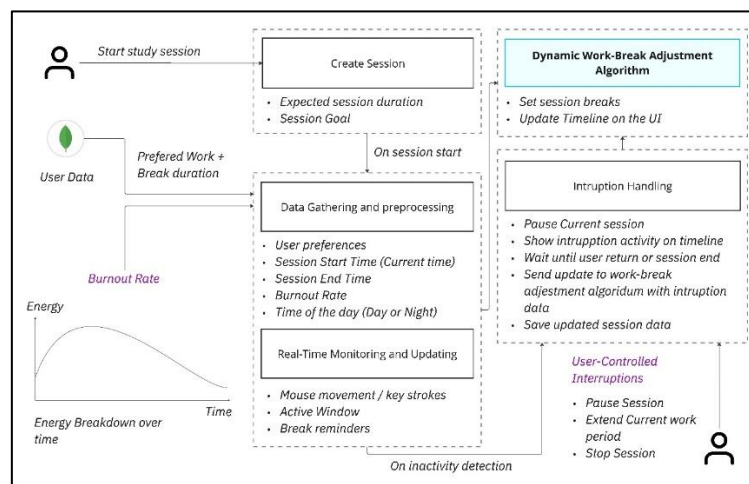 Start study session
Create Session
Expected session duration
Session Goal
Dynamic Work-Break Adjustment
Algorithm
Set session breaks
Update Timeline on the UI
User Data
Prefered Work +
Break duration
On session start
Burnout Rate
Data Gathering and preprocessing
User preferences
Session Start Time (Current time)
Session End Time
Burnout Rate
Time of the day (Day or Night)
Intruption Handling
Pause Current session
Show intrupption activity on timeline
Wait until user return or session end
Send update to work-break
adjestment algoridum with intruption
data
Save updated session data
Energy
Time
Energy Breakdown over
time
Real-Time Monitoring and Updating
Mouse movement / key strokes
Active Window
Break reminders
On inactivity detection
User-Controlled
Interruptions
Pause Session
Extend Current work
period
Stop Session